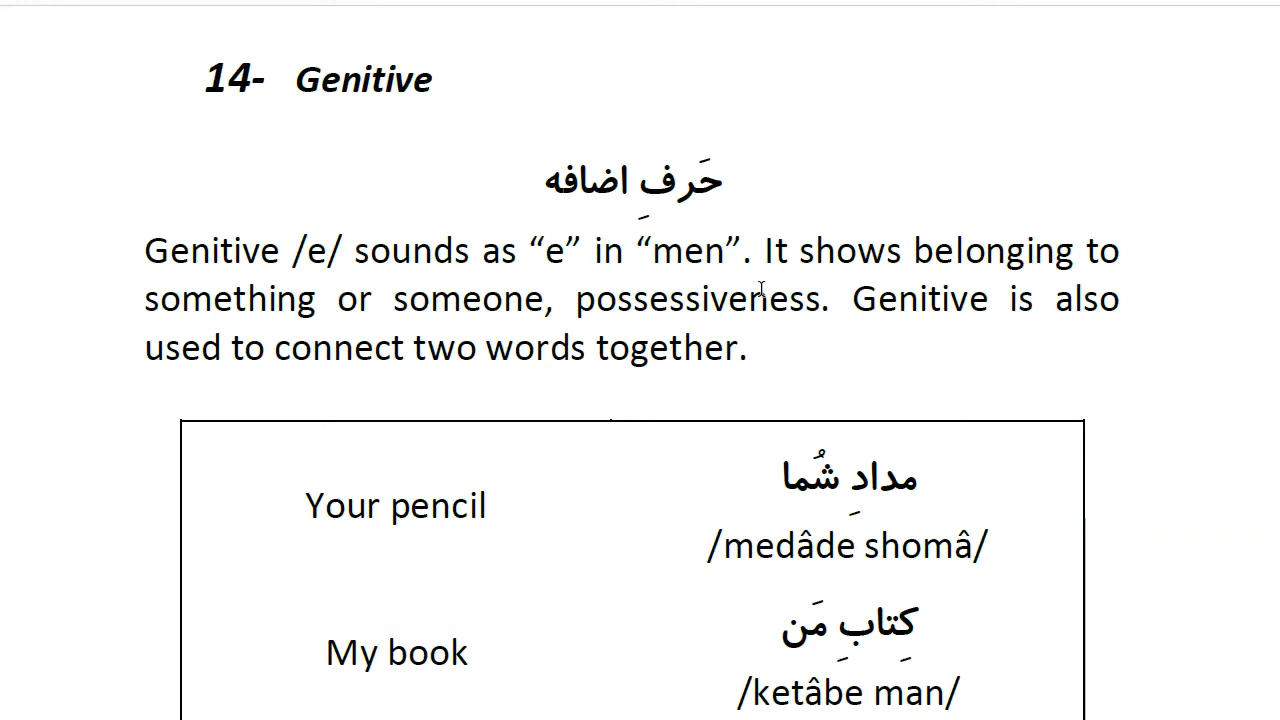 14- Genitive
حَرفِ اضافه
Genitive /e/ sounds as “e” in “men”. It shows belonging to
something or someone, possessiveness. Genitive is also
used to connect two words together.
مدادِ شُما
Your pencil
/medâde shomâ/
کِتابِ مَن
My book
/ketâbe man/